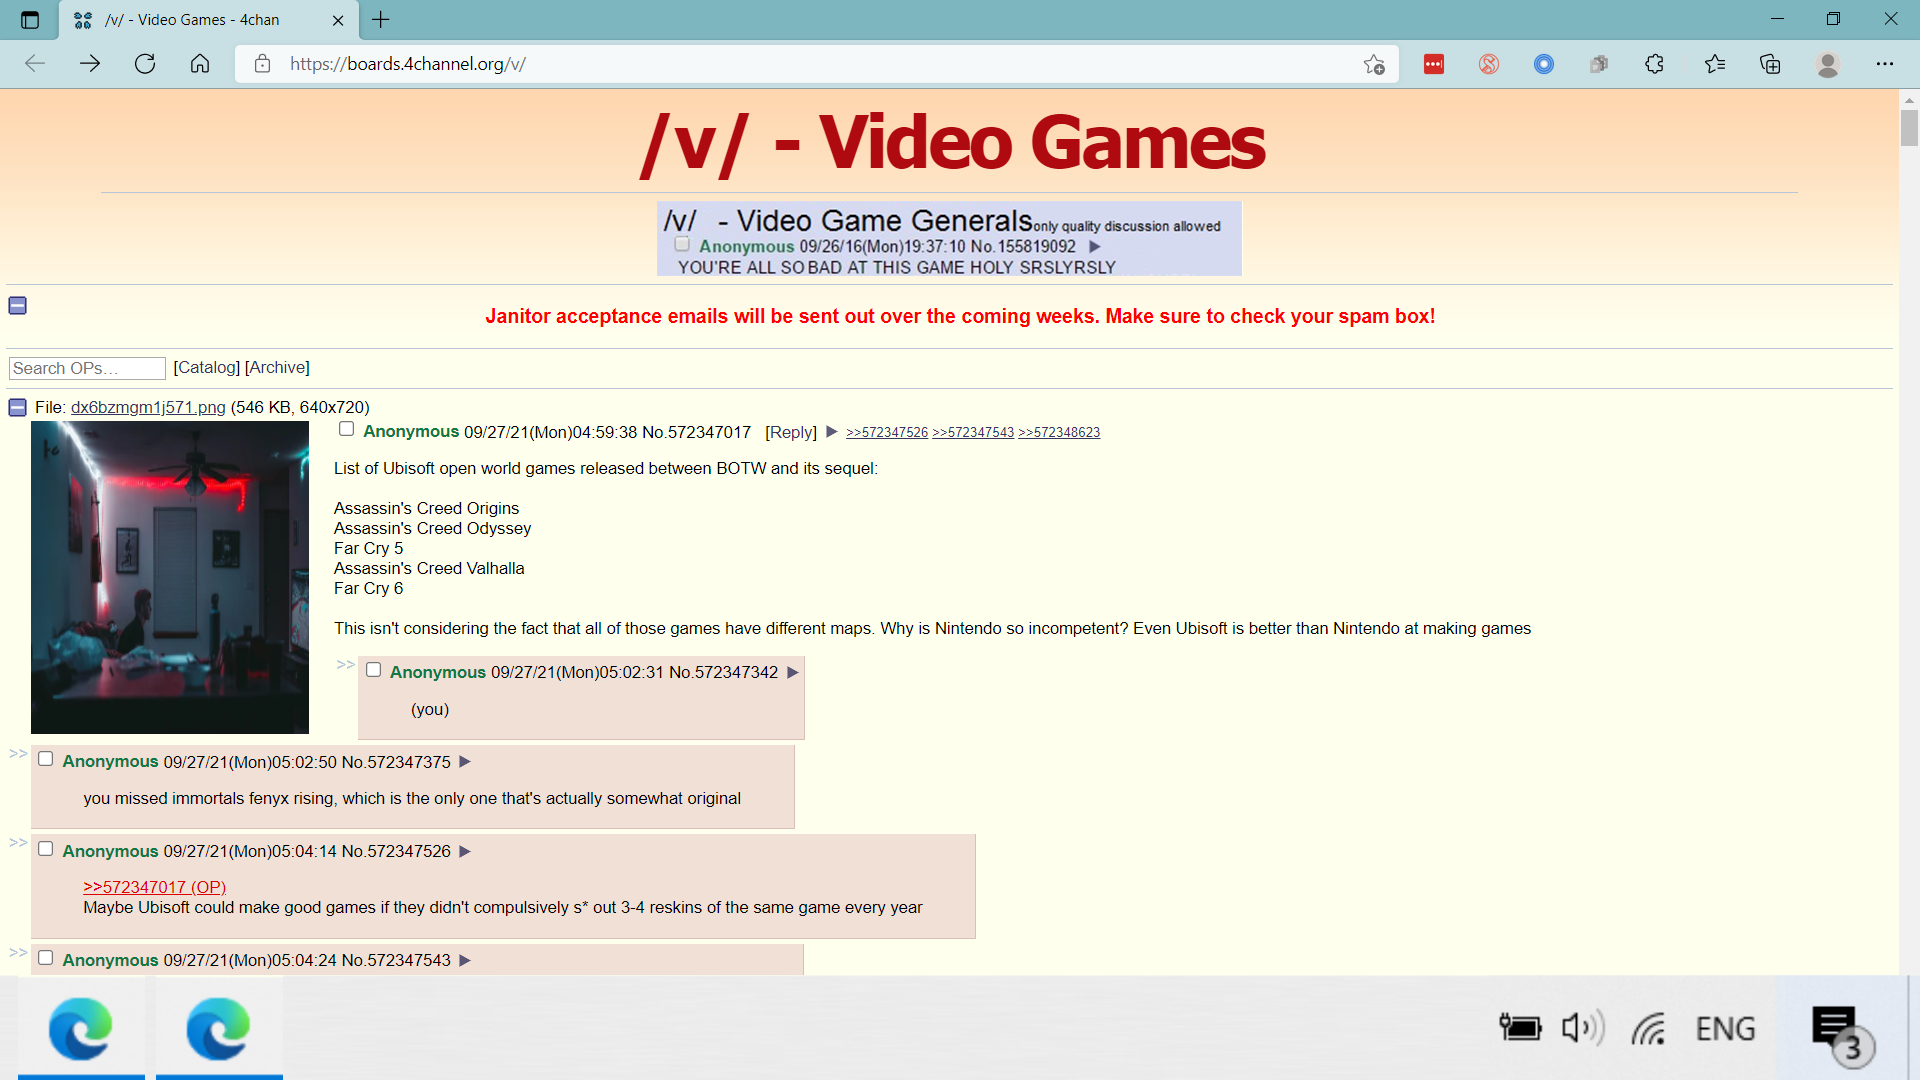 /v/ - Video Games - 4chan
https://boards.4channel.org/v/
/v/ - Video Games
/v/ - Video Game Generals only quality discussion allowed
Anonymous 09/26/16(Mon)19:37:10 No.155819092 ▶
YOU'RE ALL SO BAD AT THIS GAME HOLY SRSLYRSLY
Janitor acceptance emails will be sent out over the coming weeks. Make sure to check your spam box!
Search OPs… [Catalog] [Archive]
File: dx6bzmgm1j571.png (546 KB, 640x720)
Anonymous 09/27/21(Mon)04:59:38 No.572347017 [Reply] ▶ >>572347526 >>572347543 >>572348623
List of Ubisoft open world games released between BOTW and its sequel:
Assassin's Creed Origins
Assassin's Creed Odyssey
Far Cry 5
Assassin's Creed Valhalla
Far Cry 6
This isn't considering the fact that all of those games have different maps. Why is Nintendo so incompetent? Even Ubisoft is better than Nintendo at making games
>> Anonymous 09/27/21(Mon)05:02:31 No.572347342 ▶
(you)
>> Anonymous 09/27/21(Mon)05:02:50 No.572347375 ▶
you missed immortals fenyx rising, which is the only one that's actually somewhat original
>> Anonymous 09/27/21(Mon)05:04:14 No.572347526 ▶
>>572347017 (OP)
Maybe Ubisoft could make good games if they didn't compulsively s* out 3-4 reskins of the same game every year
>> Anonymous 09/27/21(Mon)05:04:24 No.572347543 ▶
ENG
3